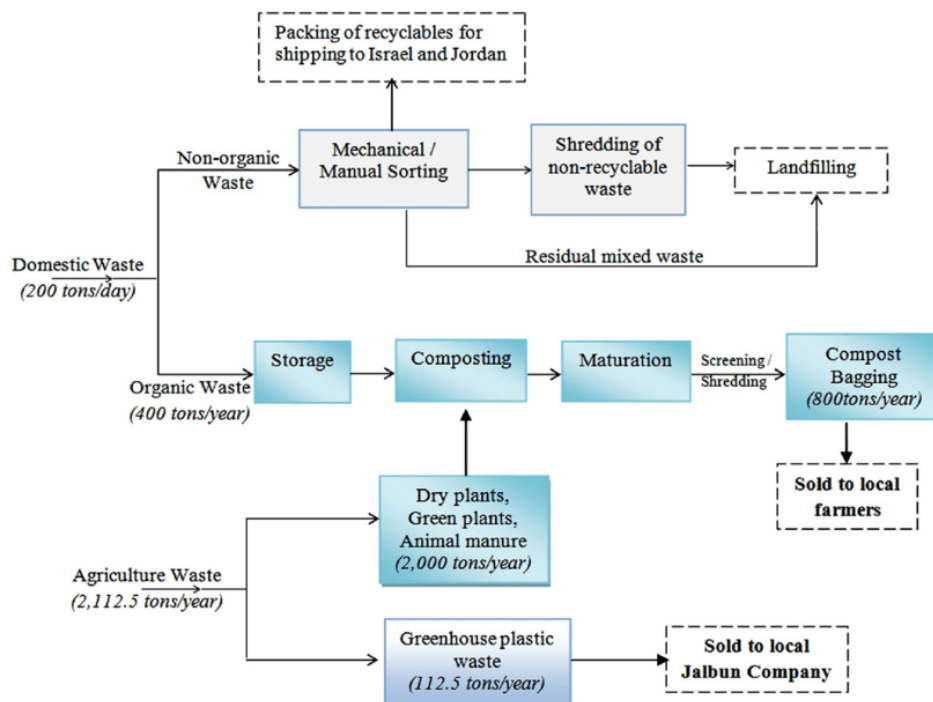 Packing of recyclables for
shipping to Israel and Jordan
Non-organic
Waste
Mechanical /
Manual Sorting
Shredding of
non-recyclable
waste
Landfilling
Residual mixed waste
Domestic Waste
(200 tons/day)
Organic Waste
(400 tons/year)
Storage
Composting
Maturation
Screening /
Shredding
Compost
Bagging
(800tons/year)
Sold to local
farmers
Dry plants,
Green plants,
Animal manure
(2,000 tons/year)
Agriculture Waste
(2,112.5 tons/year)
Greenhouse plastic
waste
(112.5 tons/year)
Sold to local
Jalbun Company